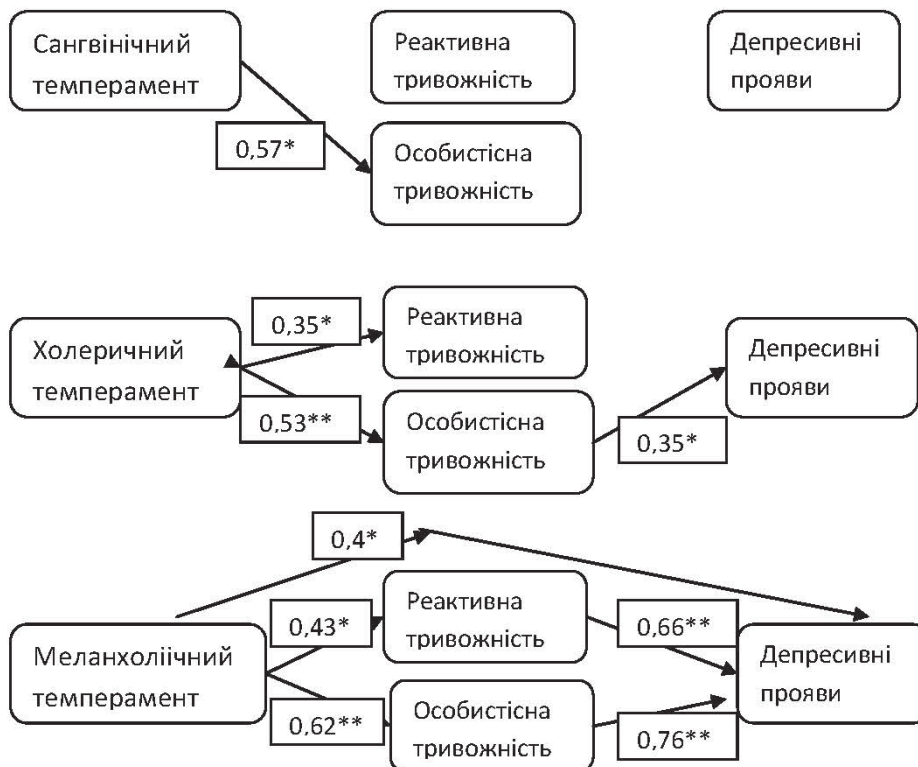 Сангвінічний
темперамент
Реактивна
тривожність
Депресивні
прояви
0,57*
Особистісна
тривожність
Холеричний
темперамент
0,35*
Реактивна
тривожність
0,53**
Особистісна
тривожність
0,35*
Депресивні
прояви
0,4*
Меланхоліічний
темперамент
0,43*
Реактивна
тривожність
0,66**
0,62**
Особистісна
тривожність
0,76**
Депресивні
прояви